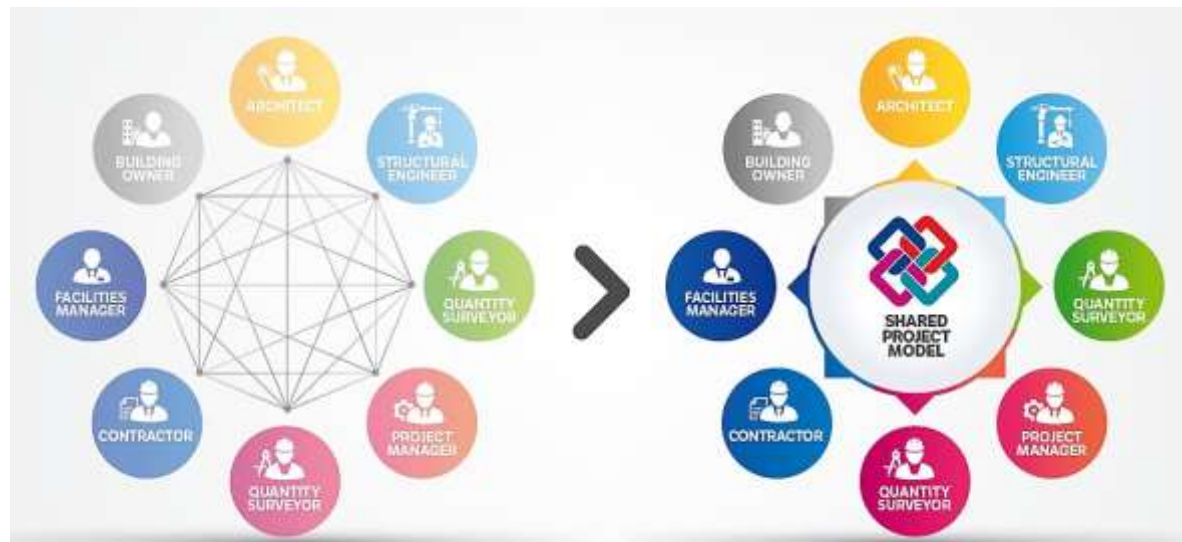 ARCHITECT
BUILDING
OWNER
STRUCTURAL
ENGINEER
FACILITIES
MANAGER
QUANTITY
SURVEYOR
CONTRACTOR
PROJECT
MANAGER
QUANTITY
SURVEYOR
ARCHITECT
BUILDING
OWNER
STRUCTURAL
ENGINEER
FACILITIES
MANAGER
SHARED
PROJECT
MODEL
QUANTITY
SURVEYOR
CONTRACTOR
PROJECT
MANAGER
QUANTITY
SURVEYOR